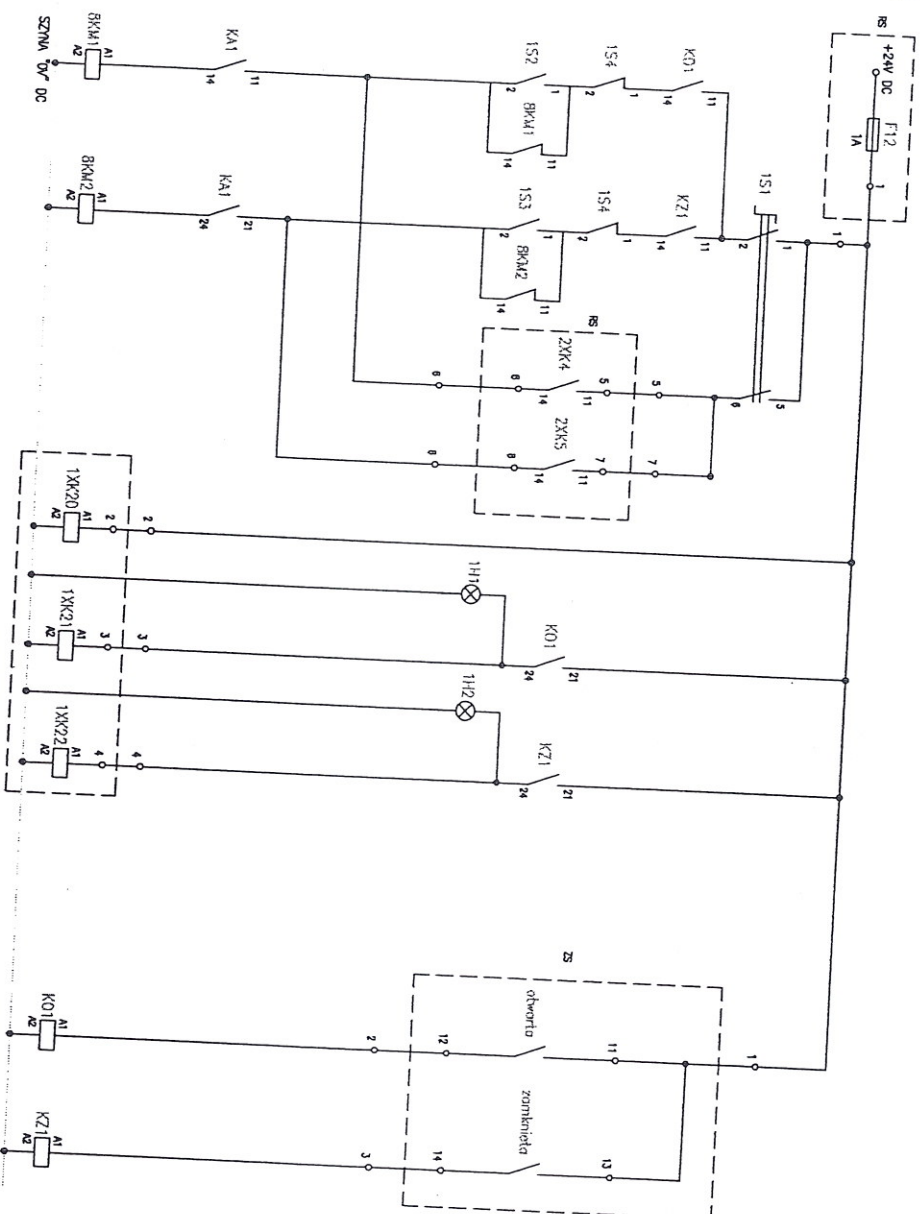 RS
+24V DC
F12
1A
1
1
1S1
1
2
5
6
KO1
11
14
KZ1
11
14
1S4
1
2
1S4
1
2
1S2
1
2
8KM1
11
14
1S3
1
2
8KM2
11
14
RS
5
5
7
7
2XK4
11
14
2XK5
11
14
6
6
8
8
KA1
11
14
KA1
21
24
8KM1
A1
A2
8KM2
A1
A2
SZYNA "0V" DC
2
2
1XK20
A1
A2
1H1
KO1
21
24
3
3
1XK21
A1
A2
1H2
KZ1
21
24
4
4
1XK22
A1
A2
ZS
1
11
otwarta
12
2
13
zamknięta
14
3
KO1
A1
A2
KZ1
A1
A2